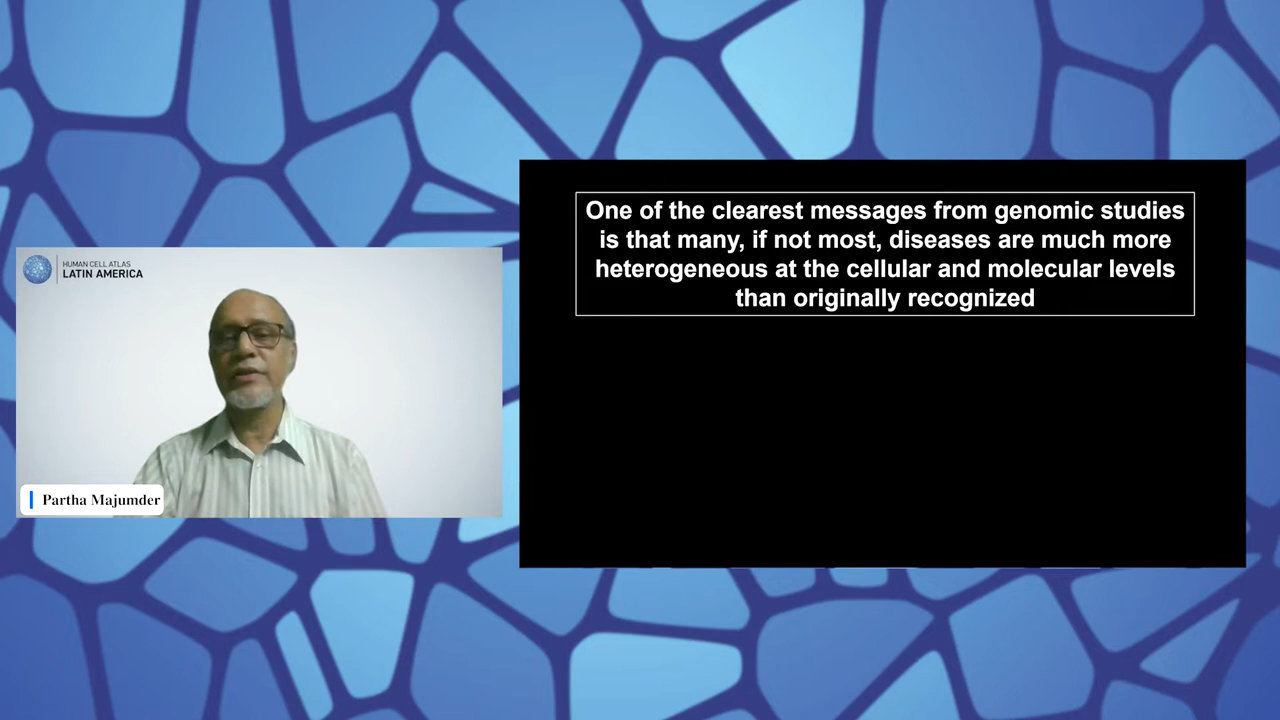 HUMAN CELL ATLAS
LATIN AMERICA
Partha Majumder
One of the clearest messages from genomic studies
is that many, if not most, diseases are much more
heterogeneous at the cellular and molecular levels
than originally recognized